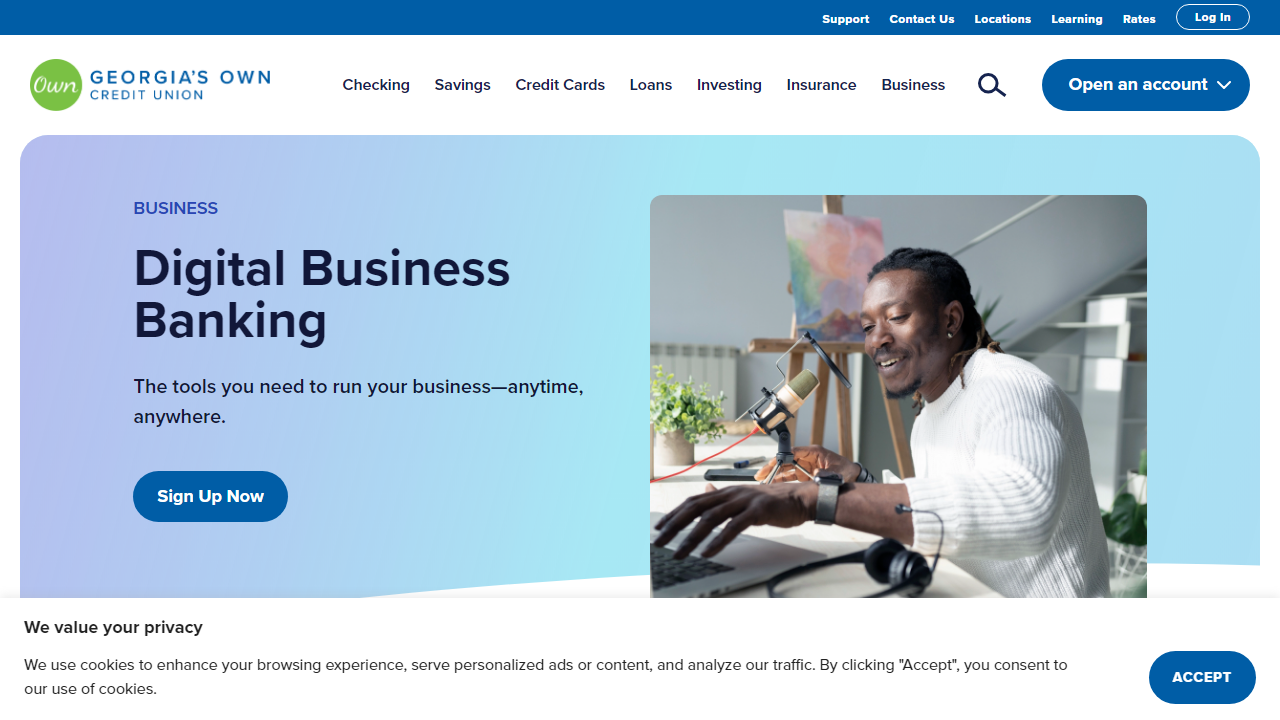 Support Contact Us Locations Learning Rates Log In
Own GEORGIA'S OWN
CREDIT UNION
Checking Savings Credit Cards Loans Investing Insurance Business Open an account
BUSINESS
Digital Business
Banking
The tools you need to run your business—anytime,
anywhere.
Sign Up Now
We value your privacy
We use cookies to enhance your browsing experience, serve personalized ads or content, and analyze our traffic. By clicking "Accept", you consent to
our use of cookies.
ACCEPT